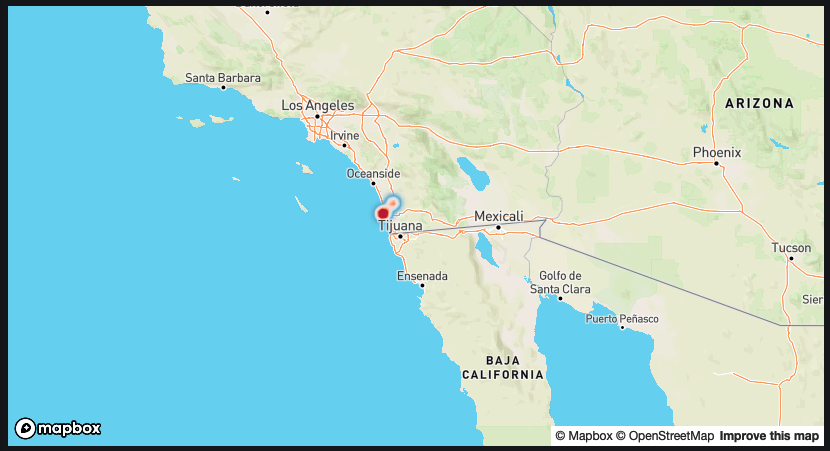 Santa Barbara
Los Angeles
ARIZONA
Irvine
Phoenix
Oceanside
Mexicali
Tijuana
Tucson
Ensenada
Golfo de
Santa Clara
Puerto Peñasco
BAJA
CALIFORNIA
mapbox
© Mapbox © OpenStreetMap Improve this map